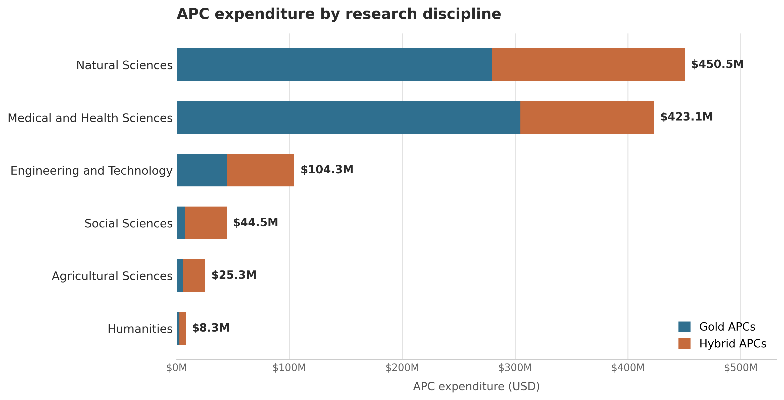 APC expenditure by research discipline
Natural Sciences
$450.5M
Medical and Health Sciences
$423.1M
Engineering and Technology
$104.3M
Social Sciences
$44.5M
Agricultural Sciences
$25.3M
Humanities
$8.3M
Gold APCs
Hybrid APCs
$0M $100M $200M $300M $400M $500M
APC expenditure (USD)